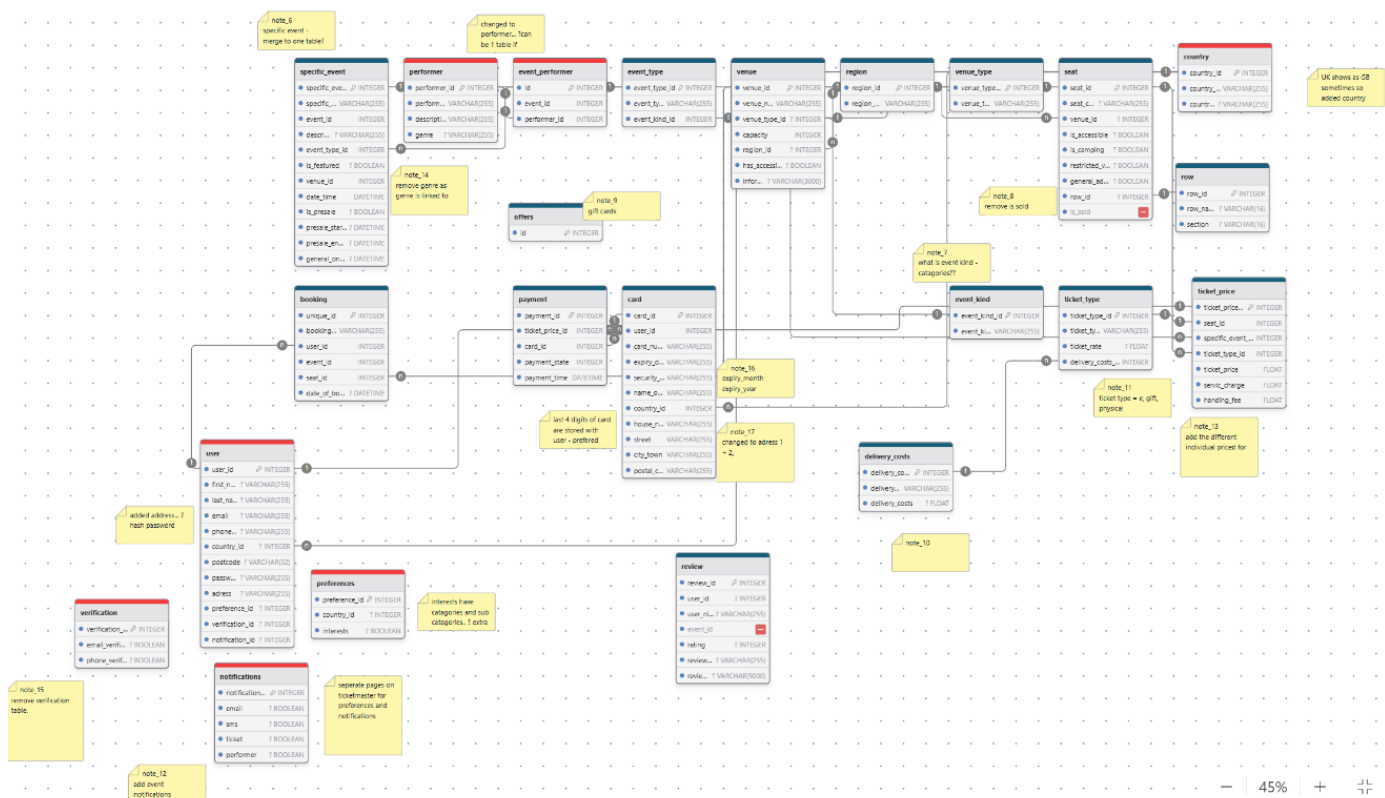 note_6
specific event -
merge to one table?
changed to
performer... ?can
be 1 table if
specific_event
specific_eve... INTEGER
specific_... VARCHAR(255)
event_id INTEGER
descri... ? VARCHAR(255)
event_type_id INTEGER
is_featured ? BOOLEAN
venue_id INTEGER
date_time DATETIME
is_presale ? BOOLEAN
presale_star... ? DATETIME
presale_en... ? DATETIME
general_on... ? DATETIME
performer
performer_id INTEGER
perform... VARCHAR(255)
descripti... VARCHAR(255)
genre ? VARCHAR(255)
event_performer
id INTEGER
event_id INTEGER
performer_id INTEGER
event_type
event_type_id INTEGER
event_ty... VARCHAR(255)
event_kind_id INTEGER
venue
venue_id INTEGER
venue_n... VARCHAR(255)
venue_type_id ? INTEGER
capacity INTEGER
region_id ? INTEGER
has_accessi... ? BOOLEAN
infor... ? VARCHAR(3000)
region
region_id INTEGER
region_... VARCHAR(255)
venue_type
venue_type... INTEGER
venue_t... VARCHAR(255)
seat
seat_id INTEGER
seat_c... VARCHAR(255)
venue_id INTEGER
is_accessible ? BOOLEAN
is_camping ? BOOLEAN
restricted_v... ? BOOLEAN
general_ad... ? BOOLEAN
row_id ? INTEGER
is_sold
country
country_id INTEGER
country_... VARCHAR(255)
countr... ? VARCHAR(255)
UK shows as GB
sometimes so
added country
row
row_id INTEGER
row_na... ? VARCHAR(16)
section ? VARCHAR(16)
note_14
remove genre as
genre is linked to
note_9
gift cards
offers
id INTEGER
note_8
remove is sold
note_7
what is event kind -
catagories??
booking
unique_id INTEGER
booking... VARCHAR(255)
user_id INTEGER
event_id INTEGER
seat_id INTEGER
date_of_bo... ? DATETIME
payment
payment_id INTEGER
ticket_price_id INTEGER
card_id INTEGER
payment_state INTEGER
payment_time DATETIME
card
card_id INTEGER
user_id INTEGER
card_nu... VARCHAR(255)
expiry_d... VARCHAR(255)
security_... VARCHAR(255)
name_o... VARCHAR(255)
country_id INTEGER
house_n... VARCHAR(255)
street VARCHAR(255)
city_town VARCHAR(255)
postal_c... VARCHAR(255)
event_kind
event_kind_id INTEGER
event_k... VARCHAR(255)
ticket_type
ticket_type_id INTEGER
ticket_ty... VARCHAR(255)
ticket_rate ? FLOAT
delivery_costs_... INTEGER
ticket_price
ticket_price... INTEGER
seat_id INTEGER
specific_event_... INTEGER
ticket_type_id INTEGER
ticket_price FLOAT
servic_charge FLOAT
handing_fee FLOAT
note_16
expiry_month
expiry_year
note_11
ticket type = e, gift,
physical
note_13
add the different
individual priced for
last 4 digits of card
are stored with
user - prefered
note_17
changed to adress 1
+ 2,
user
user_id INTEGER
first_n... ? VARCHAR(255)
last_na... ? VARCHAR(255)
email ? VARCHAR(255)
phone... ? VARCHAR(255)
country_id ? INTEGER
postcode ? VARCHAR(32)
passw... ? VARCHAR(255)
adress ? VARCHAR(255)
preference_id ? INTEGER
verification_id ? INTEGER
notification_id ? INTEGER
delivery_costs
delivery_co... INTEGER
delivery... VARCHAR(255)
delivery_costs ? FLOAT
added address.. ?
hash password
note_10
review
review_id INTEGER
user_id ? INTEGER
user_ni... ? VARCHAR(255)
event_id
rating INTEGER
review... ? VARCHAR(255)
revie... ? VARCHAR(5000)
preferences
preference_id INTEGER
country_id ? INTEGER
interests ? BOOLEAN
interests have
catagories and sub
catagories.. ? extra
verification
verification_... INTEGER
email_verifi... ? BOOLEAN
phone_verif... ? BOOLEAN
notifications
notification... INTEGER
email ? BOOLEAN
sms ? BOOLEAN
ticket ? BOOLEAN
performer ? BOOLEAN
seperate pages on
ticketmaster for
preferences and
notifications
note_15
remove verification
table.
note_12
add event
notifications
45%